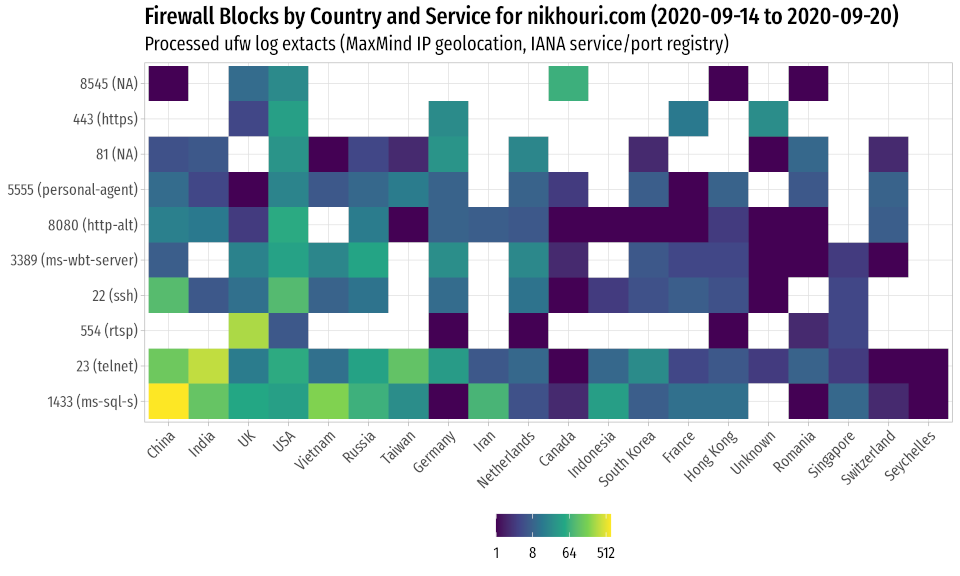 Firewall Blocks by Country and Service for nikhouri.com (2020-09-14 to 2020-09-20)
Processed ufw log extacts (MaxMind IP geolocation, IANA service/port registry)
8545 (NA)
443 (https)
81 (NA)
5555 (personal-agent)
8080 (http-alt)
3389 (ms-wbt-server)
22 (ssh)
554 (rtsp)
23 (telnet)
1433 (ms-sql-s)
China
India
UK
USA
Vietnam
Russia
Taiwan
Germany
Iran
Netherlands
Canada
Indonesia
South Korea
France
Hong Kong
Unknown
Romania
Singapore
Switzerland
Seychelles
1 8 64 512